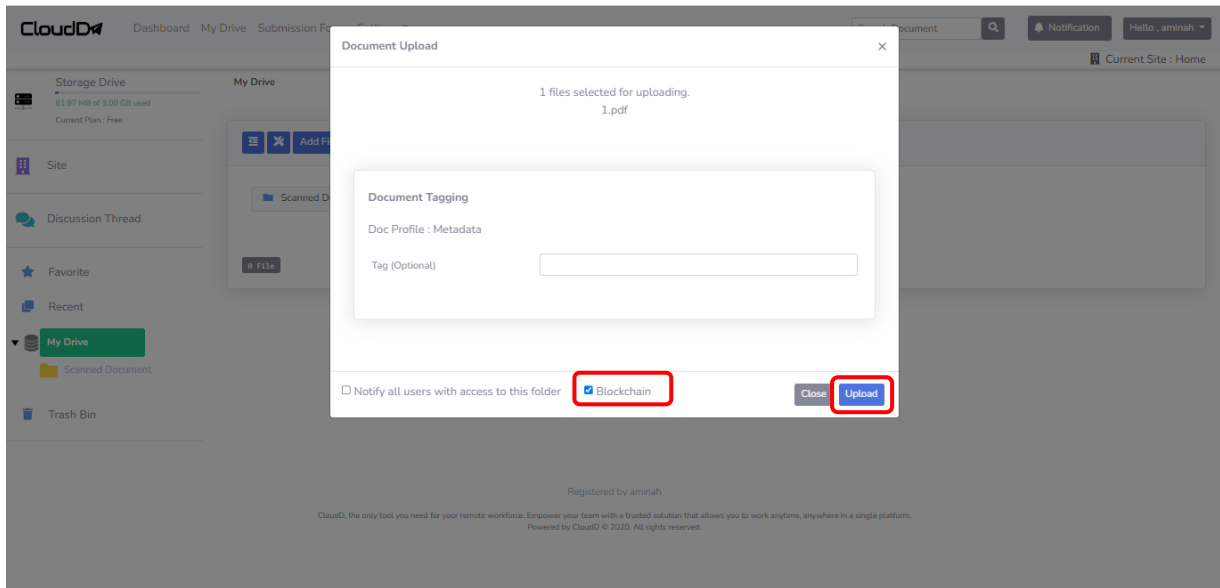 CloudD
Dashboard My Drive Submission Fo
Document
Notification
Hello , aminah
Current Site : Home
Storage Drive
61.97 MB of 3.00 GB used
Current Plan : Free
Site
Discussion Thread
Favorite
Recent
My Drive
Scanned Document
Trash Bin
My Drive
Add Fi
Scanned D
0 File
Document Upload ×
1 files selected for uploading.
1.pdf
Document Tagging
Doc Profile : Metadata
Tag (Optional)
Notify all users with access to this folder Blockchain
Close Upload
Registered by aminah
CloudD, the only tool you need for your remote workforce. Empower your team with a trusted solution that allows you to work anytime, anywhere in a single platform.
Powered by CloudD © 2020. All rights reserved.